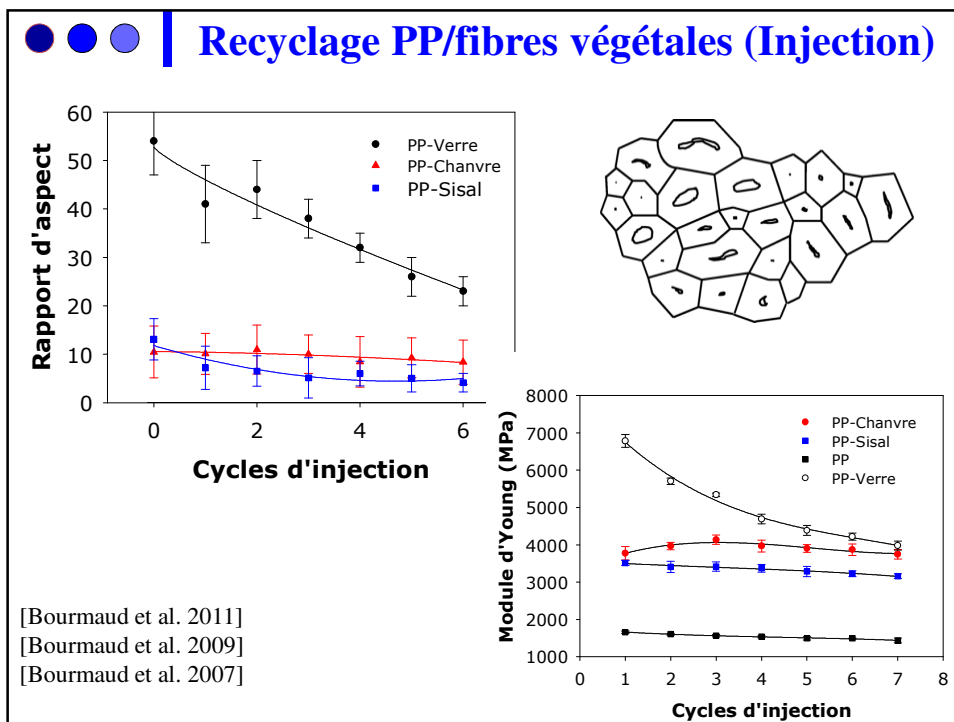 Recyclage PP/fibres végétales (Injection)
60
50
40
30
20
10
0
Rapport d'aspect
PP-Verre
PP-Chanvre
PP-Sisal
0 2 4 6
Cycles d'injection
8000
7000
6000
5000
4000
3000
2000
1000
Module d'Young (MPa)
PP-Chanvre
PP-Sisal
PP
PP-Verre
0 1 2 3 4 5 6 7 8
Cycles d'injection
[Bourmaud et al. 2011]
[Bourmaud et al. 2009]
[Bourmaud et al. 2007]